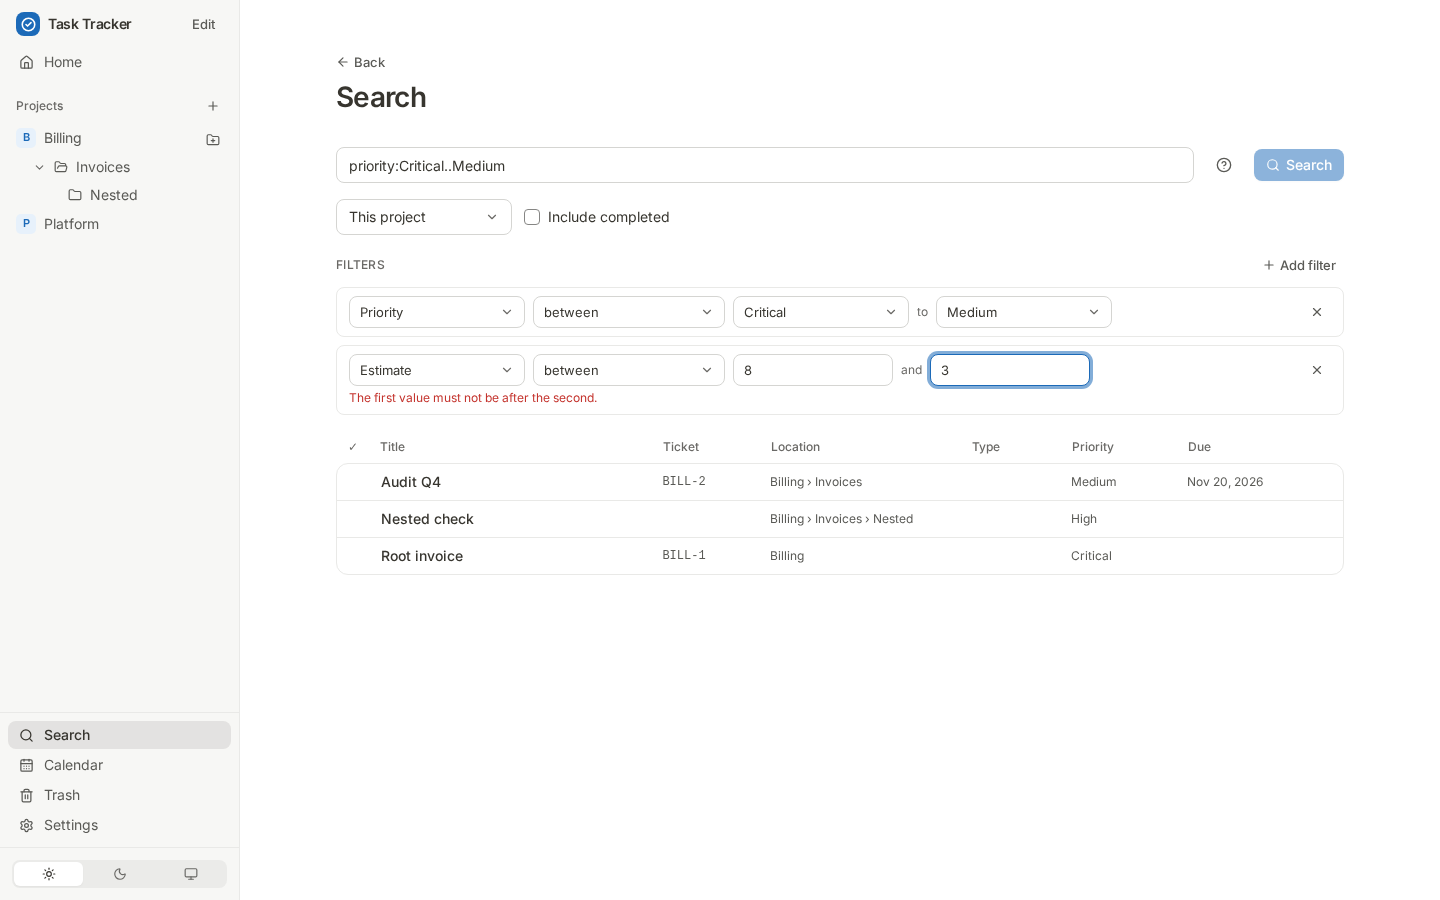 Task Tracker
Edit
Home
Projects
B Billing
Invoices
Nested
P Platform
Search
Calendar
Trash
Settings
Back
Search
priority:Critical..Medium
Search
This project
Include completed
FILTERS
Add filter
Priority between Critical to Medium
Estimate between 8 and 3
The first value must not be after the second.
✓ Title Ticket Location Type Priority Due
Audit Q4 BILL-2 Billing › Invoices Medium Nov 20, 2026
Nested check Billing › Invoices › Nested High
Root invoice BILL-1 Billing Critical